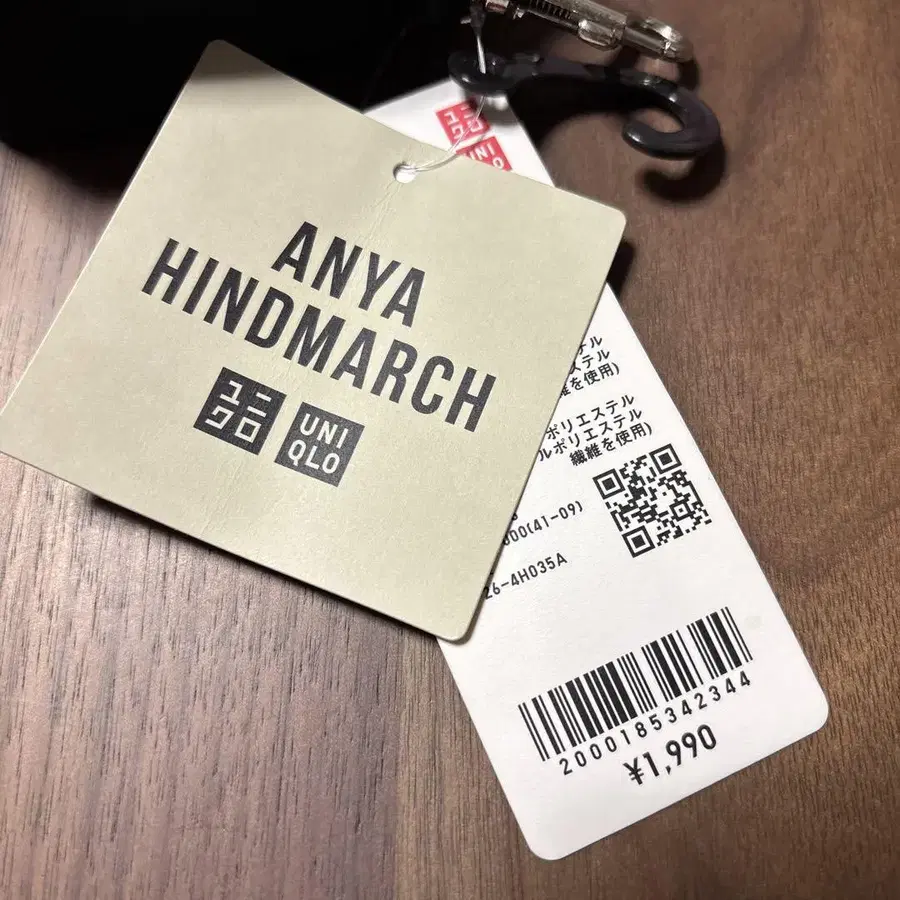 ANYA
HINDMARCH
ユニ
クロ
UNI
QLO
ユニ
クロ
UNI
QLO
テル
ステル
維を使用)
ポリエステル
ルポリエステル
繊維を使用)
000(41-09)
26-4H035A
2000185342344
¥1,990